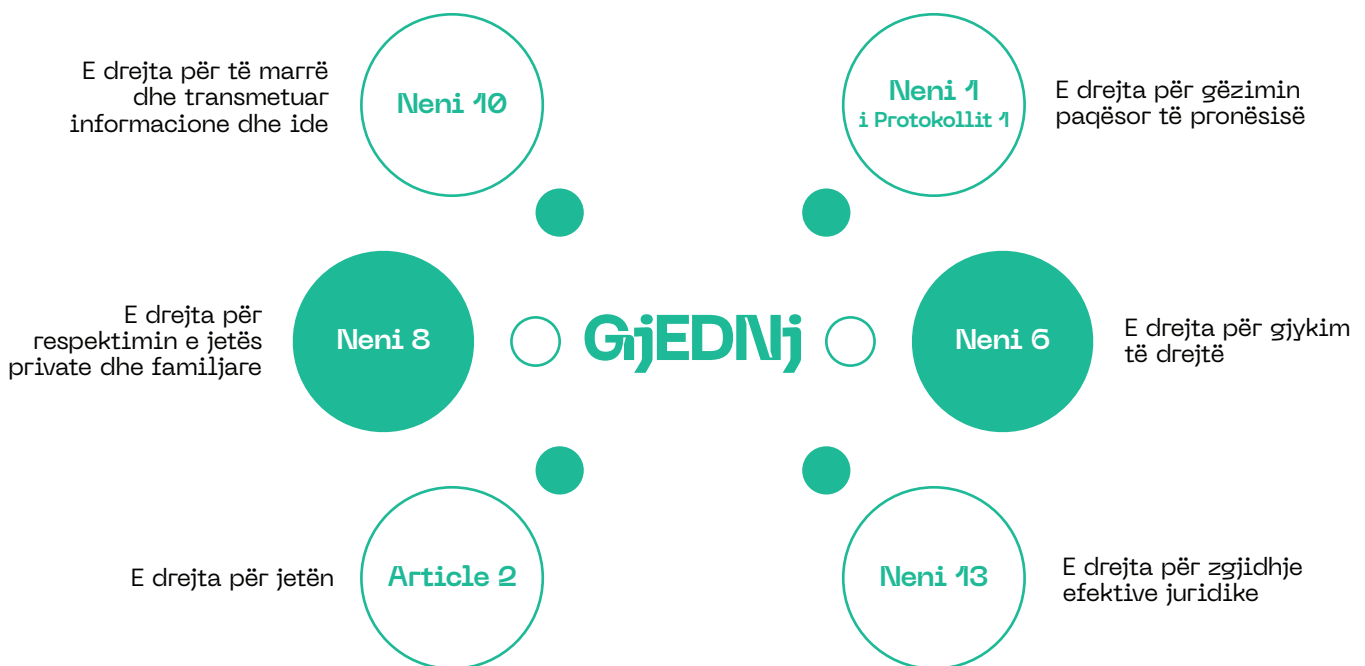 E drejta për të marrë
dhe transmetuar
informacione dhe ide
Neni 10
Neni 1
i Protokollit 1
E drejta për gëzimin
paqësor të pronësisë
E drejta për
respektimin e jetës
private dhe familjare
Neni 8
GjEDNj
Neni 6
E drejta për gjykim
të drejtë
E drejta për jetën
Article 2
Neni 13
E drejta për zgjidhje
efektive juridike